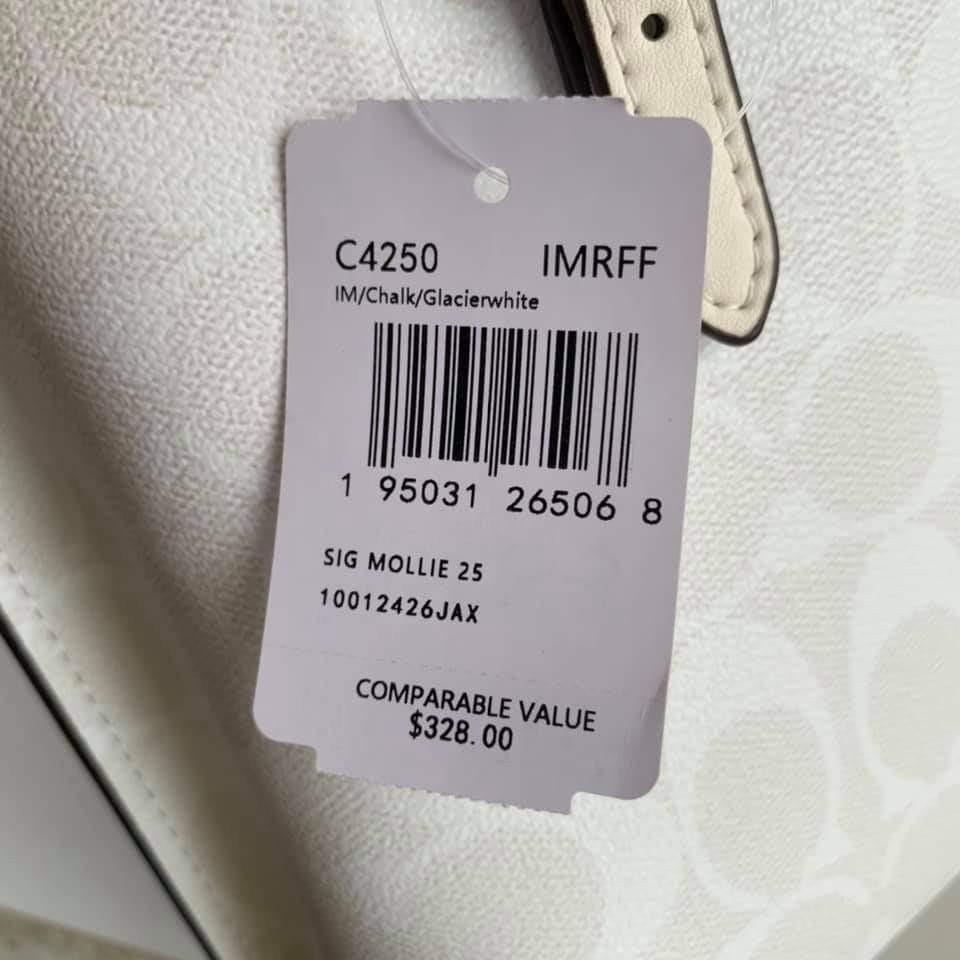 C4250 IMRFF
IM/Chalk/Glacierwhite
1 95031 26506 8
SIG MOLLIE 25
10012426JAX
COMPARABLE VALUE
$328.00